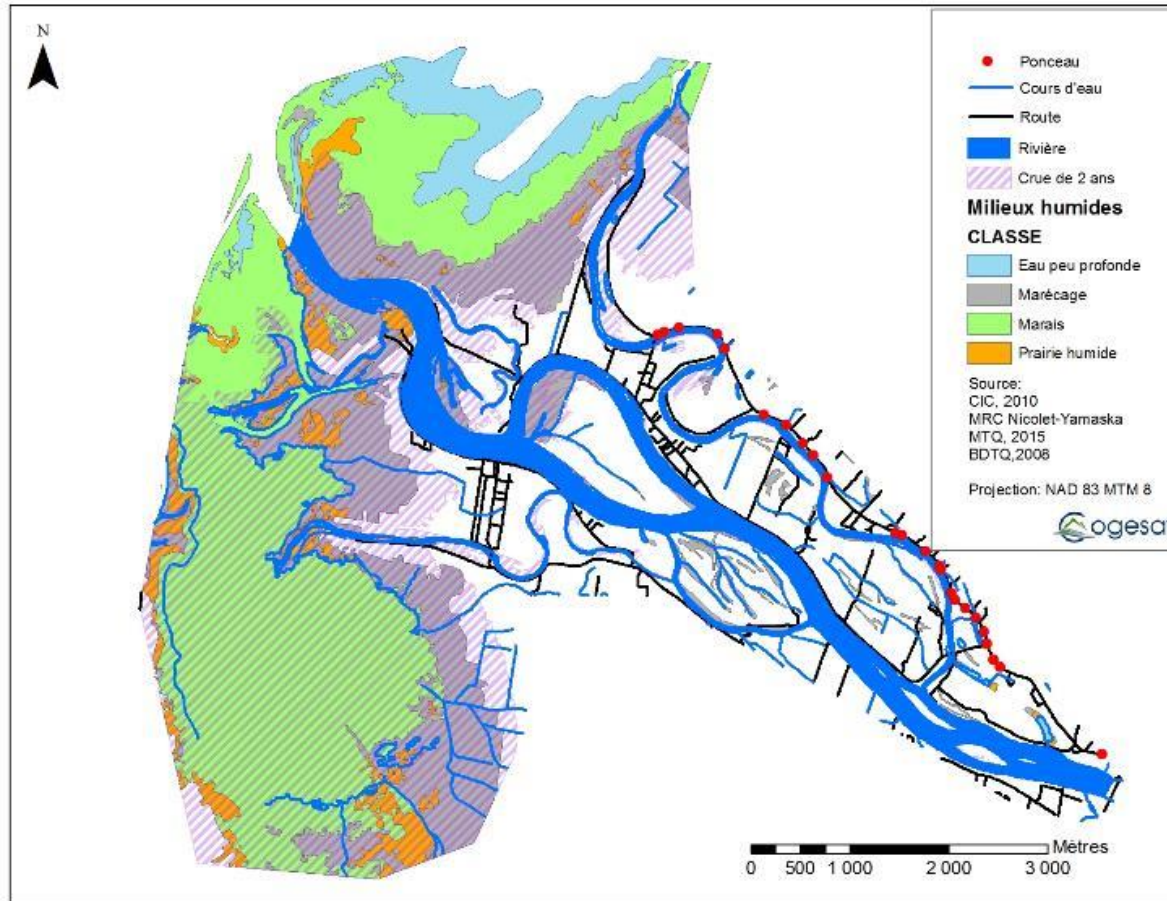 N
Ponceau
Cours d'eau
Route
Rivière
Crue de 2 ans
Milieux humides
CLASSE
Eau peu profonde
Marécage
Marais
Prairie humide
Source:
CIC, 2010
MRC Nicolet-Yamaska
MTQ, 2015
BDTQ,2008
Projection: NAD 83 MTM 8
Cogesaf
Mètres
0 500 1 000 2 000 3 000